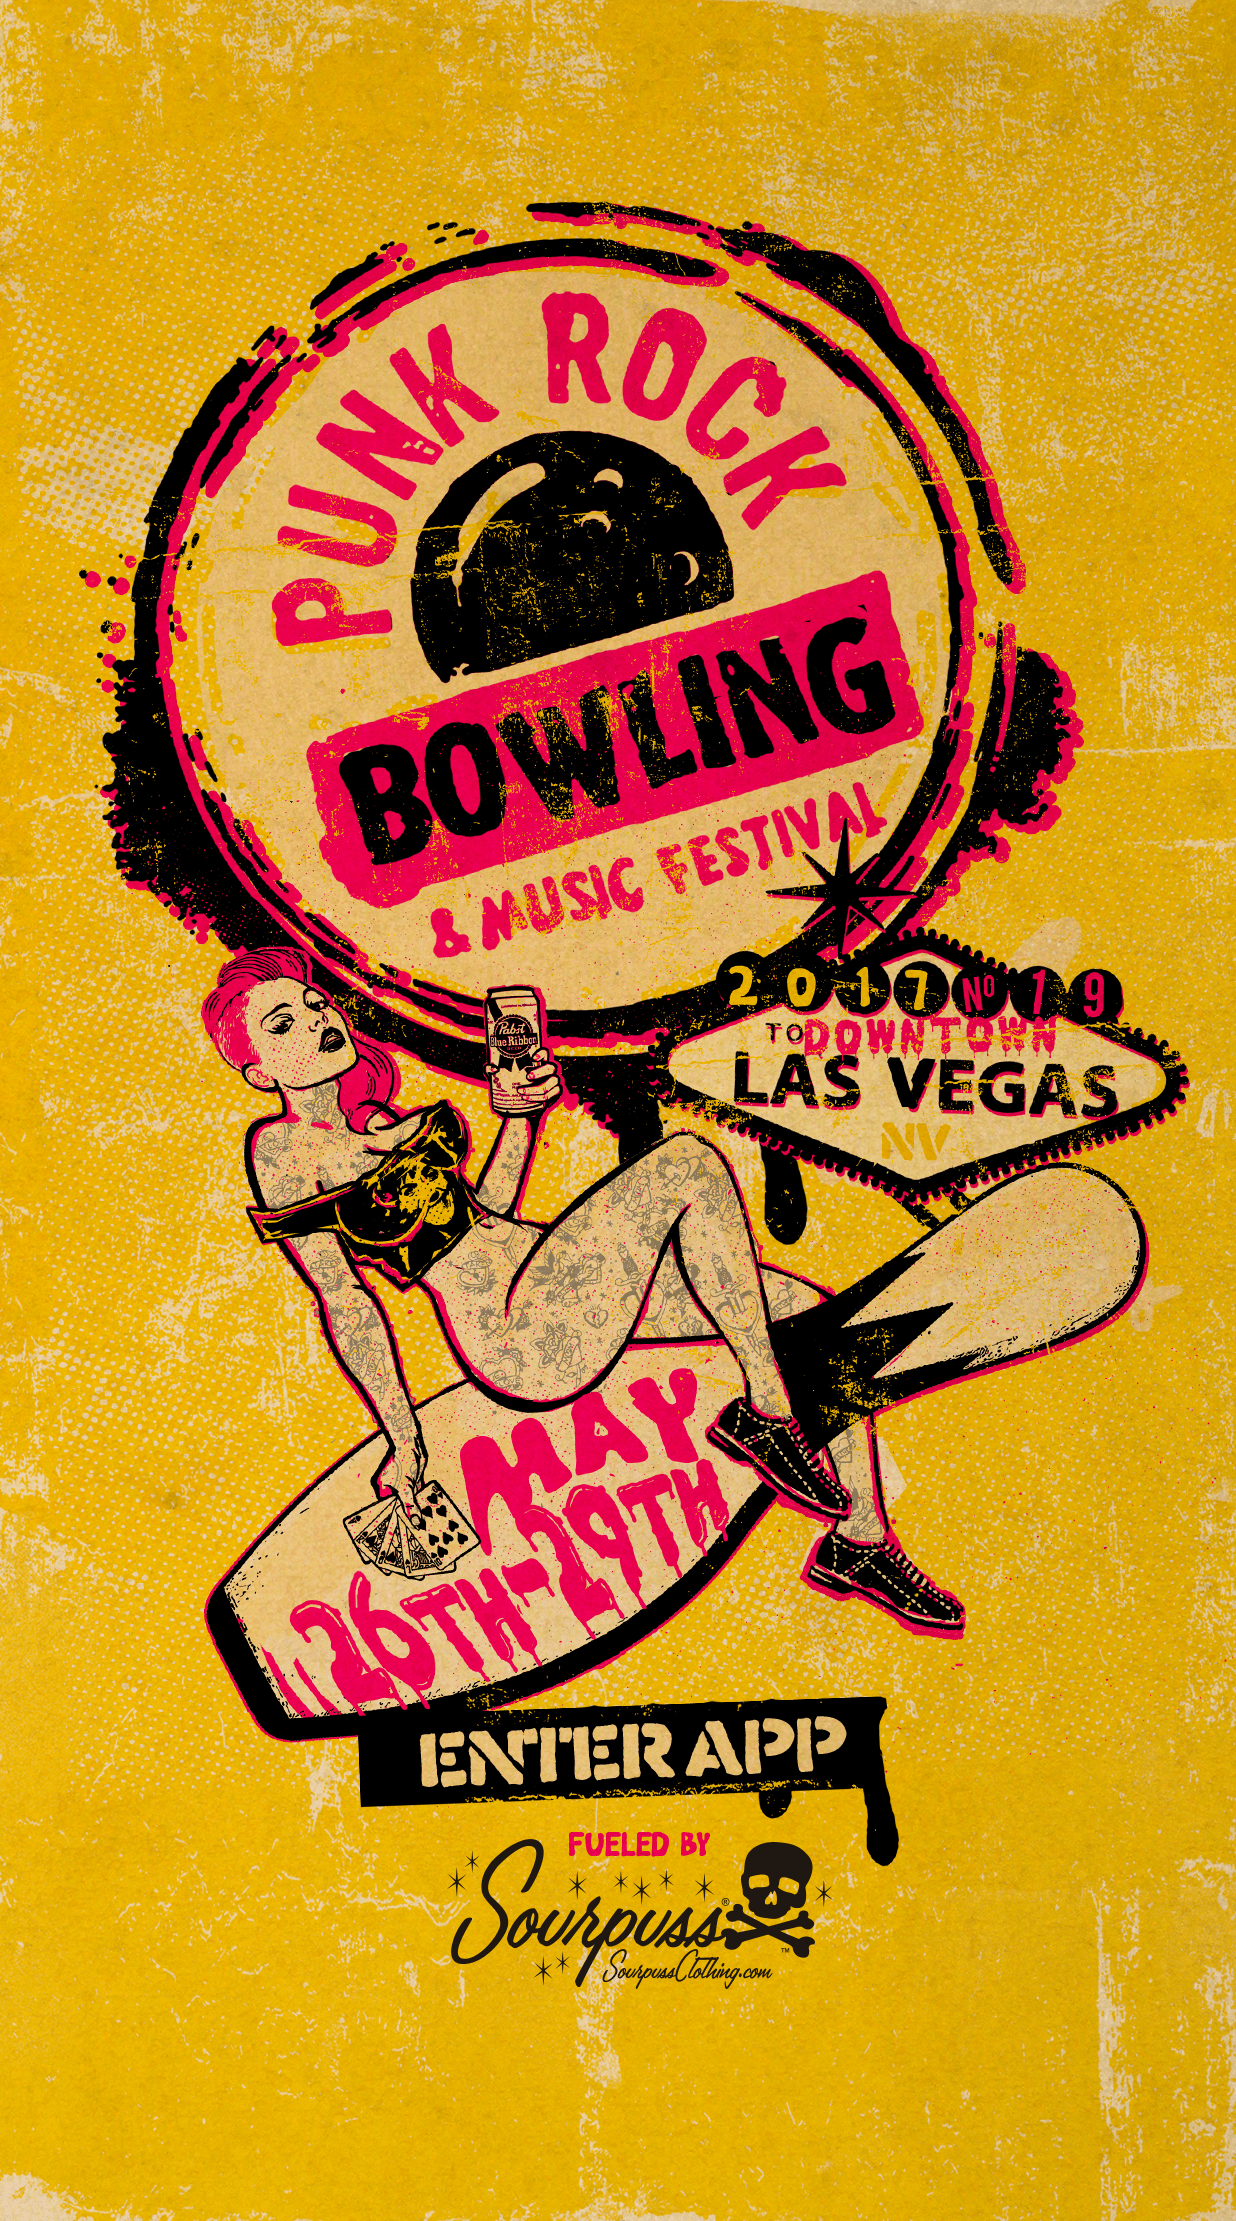 PUNK ROCK
BOWLING
& MUSIC FESTIVAL
2017 Nº 19
TO DOWNTOWN
LAS VEGAS
NV
Pabst
Blue Ribbon
MAY
26TH-29TH
ENTER APP
FUELED BY
Sourpuss®
™
SourpussClothing.com